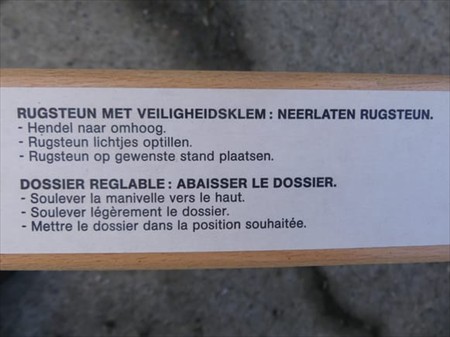 RUGSTEUN MET VEILIGHEIDSKLEM : NEERLATEN RUGSTEUN.
- Hendel naar omhoog.
- Rugsteun lichtjes optillen.
- Rugsteun op gewenste stand plaatsen.
DOSSIER REGLABLE : ABAISSER LE DOSSIER.
- Soulever la manivelle vers le haut.
- Soulever légèrement le dossier.
- Mettre le dossier dans la position souhaitée.